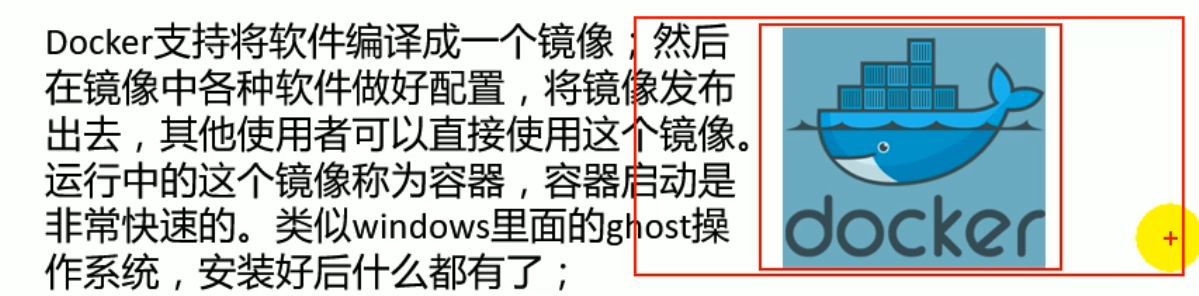 Docker支持将软件编译成一个镜像；然后
在镜像中各种软件做好配置，将镜像发布
出去，其他使用者可以直接使用这个镜像。
运行中的这个镜像称为容器，容器启动是
非常快速的。类似windows里面的ghost操
作系统，安装好后什么都有了；
docker